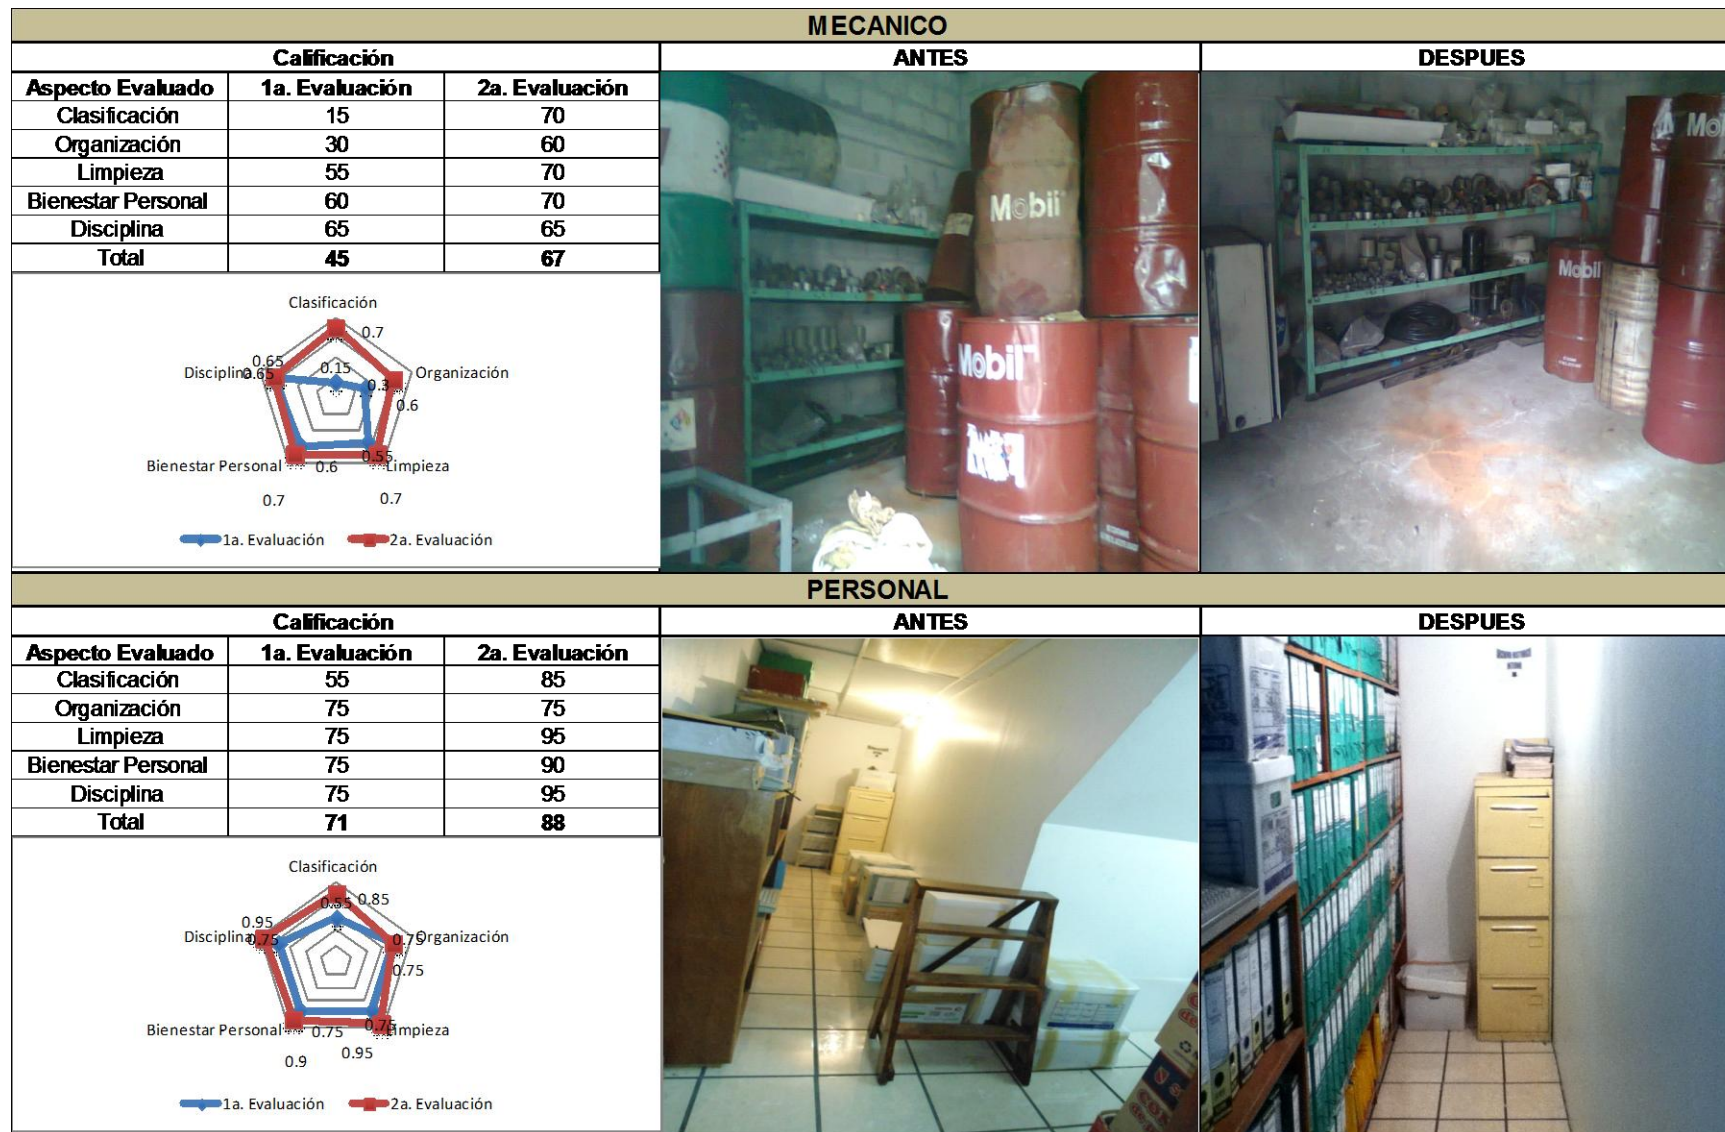 MECANICO
Calificación ANTES DESPUES
Aspecto Evaluado 1a. Evaluación 2a. Evaluación
Clasificación 15 70
Organización 30 60
Limpieza 55 70
Bienestar Personal 60 70
Disciplina 65 65
Total 45 67
Clasificación
0.7
0.65 0.15
Disciplina 0.65 0.3 Organización
0.6
0.55
Bienestar Personal 0.6 Limpieza
0.7 0.7
1a. Evaluación 2a. Evaluación
Mobil
Mobil
Mobil
PERSONAL
Calificación ANTES DESPUES
Aspecto Evaluado 1a. Evaluación 2a. Evaluación
Clasificación 55 85
Organización 75 75
Limpieza 75 95
Bienestar Personal 75 90
Disciplina 75 95
Total 71 88
Clasificación
0.55 0.85
0.95
Disciplina 0.75 0.75 Organización
0.75
Bienestar Personal 0.75 0.75 Limpieza
0.9 0.95
1a. Evaluación 2a. Evaluación